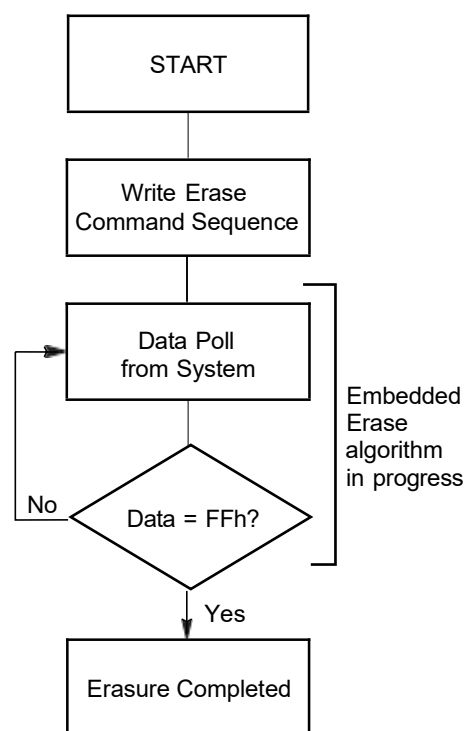 START
Write Erase
Command Sequence
Data Poll
from System
Embedded
Erase
algorithm
in progress
No
Data = FFh?
Yes
Erasure Completed